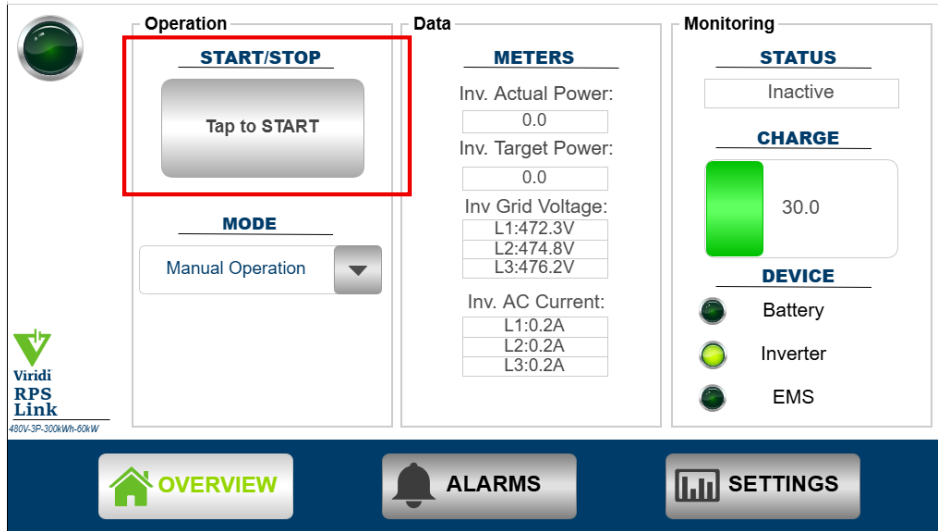 Operation
START/STOP
Tap to START
MODE
Manual Operation
Data
METERS
Inv. Actual Power:
0.0
Inv. Target Power:
0.0
Inv Grid Voltage:
L1:472.3V
L2:474.8V
L3:476.2V
Inv. AC Current:
L1:0.2A
L2:0.2A
L3:0.2A
Monitoring
STATUS
Inactive
CHARGE
30.0
DEVICE
Battery
Inverter
EMS
Viridi
RPS
Link
480V-3P-300kWh-60kW
OVERVIEW
ALARMS
SETTINGS